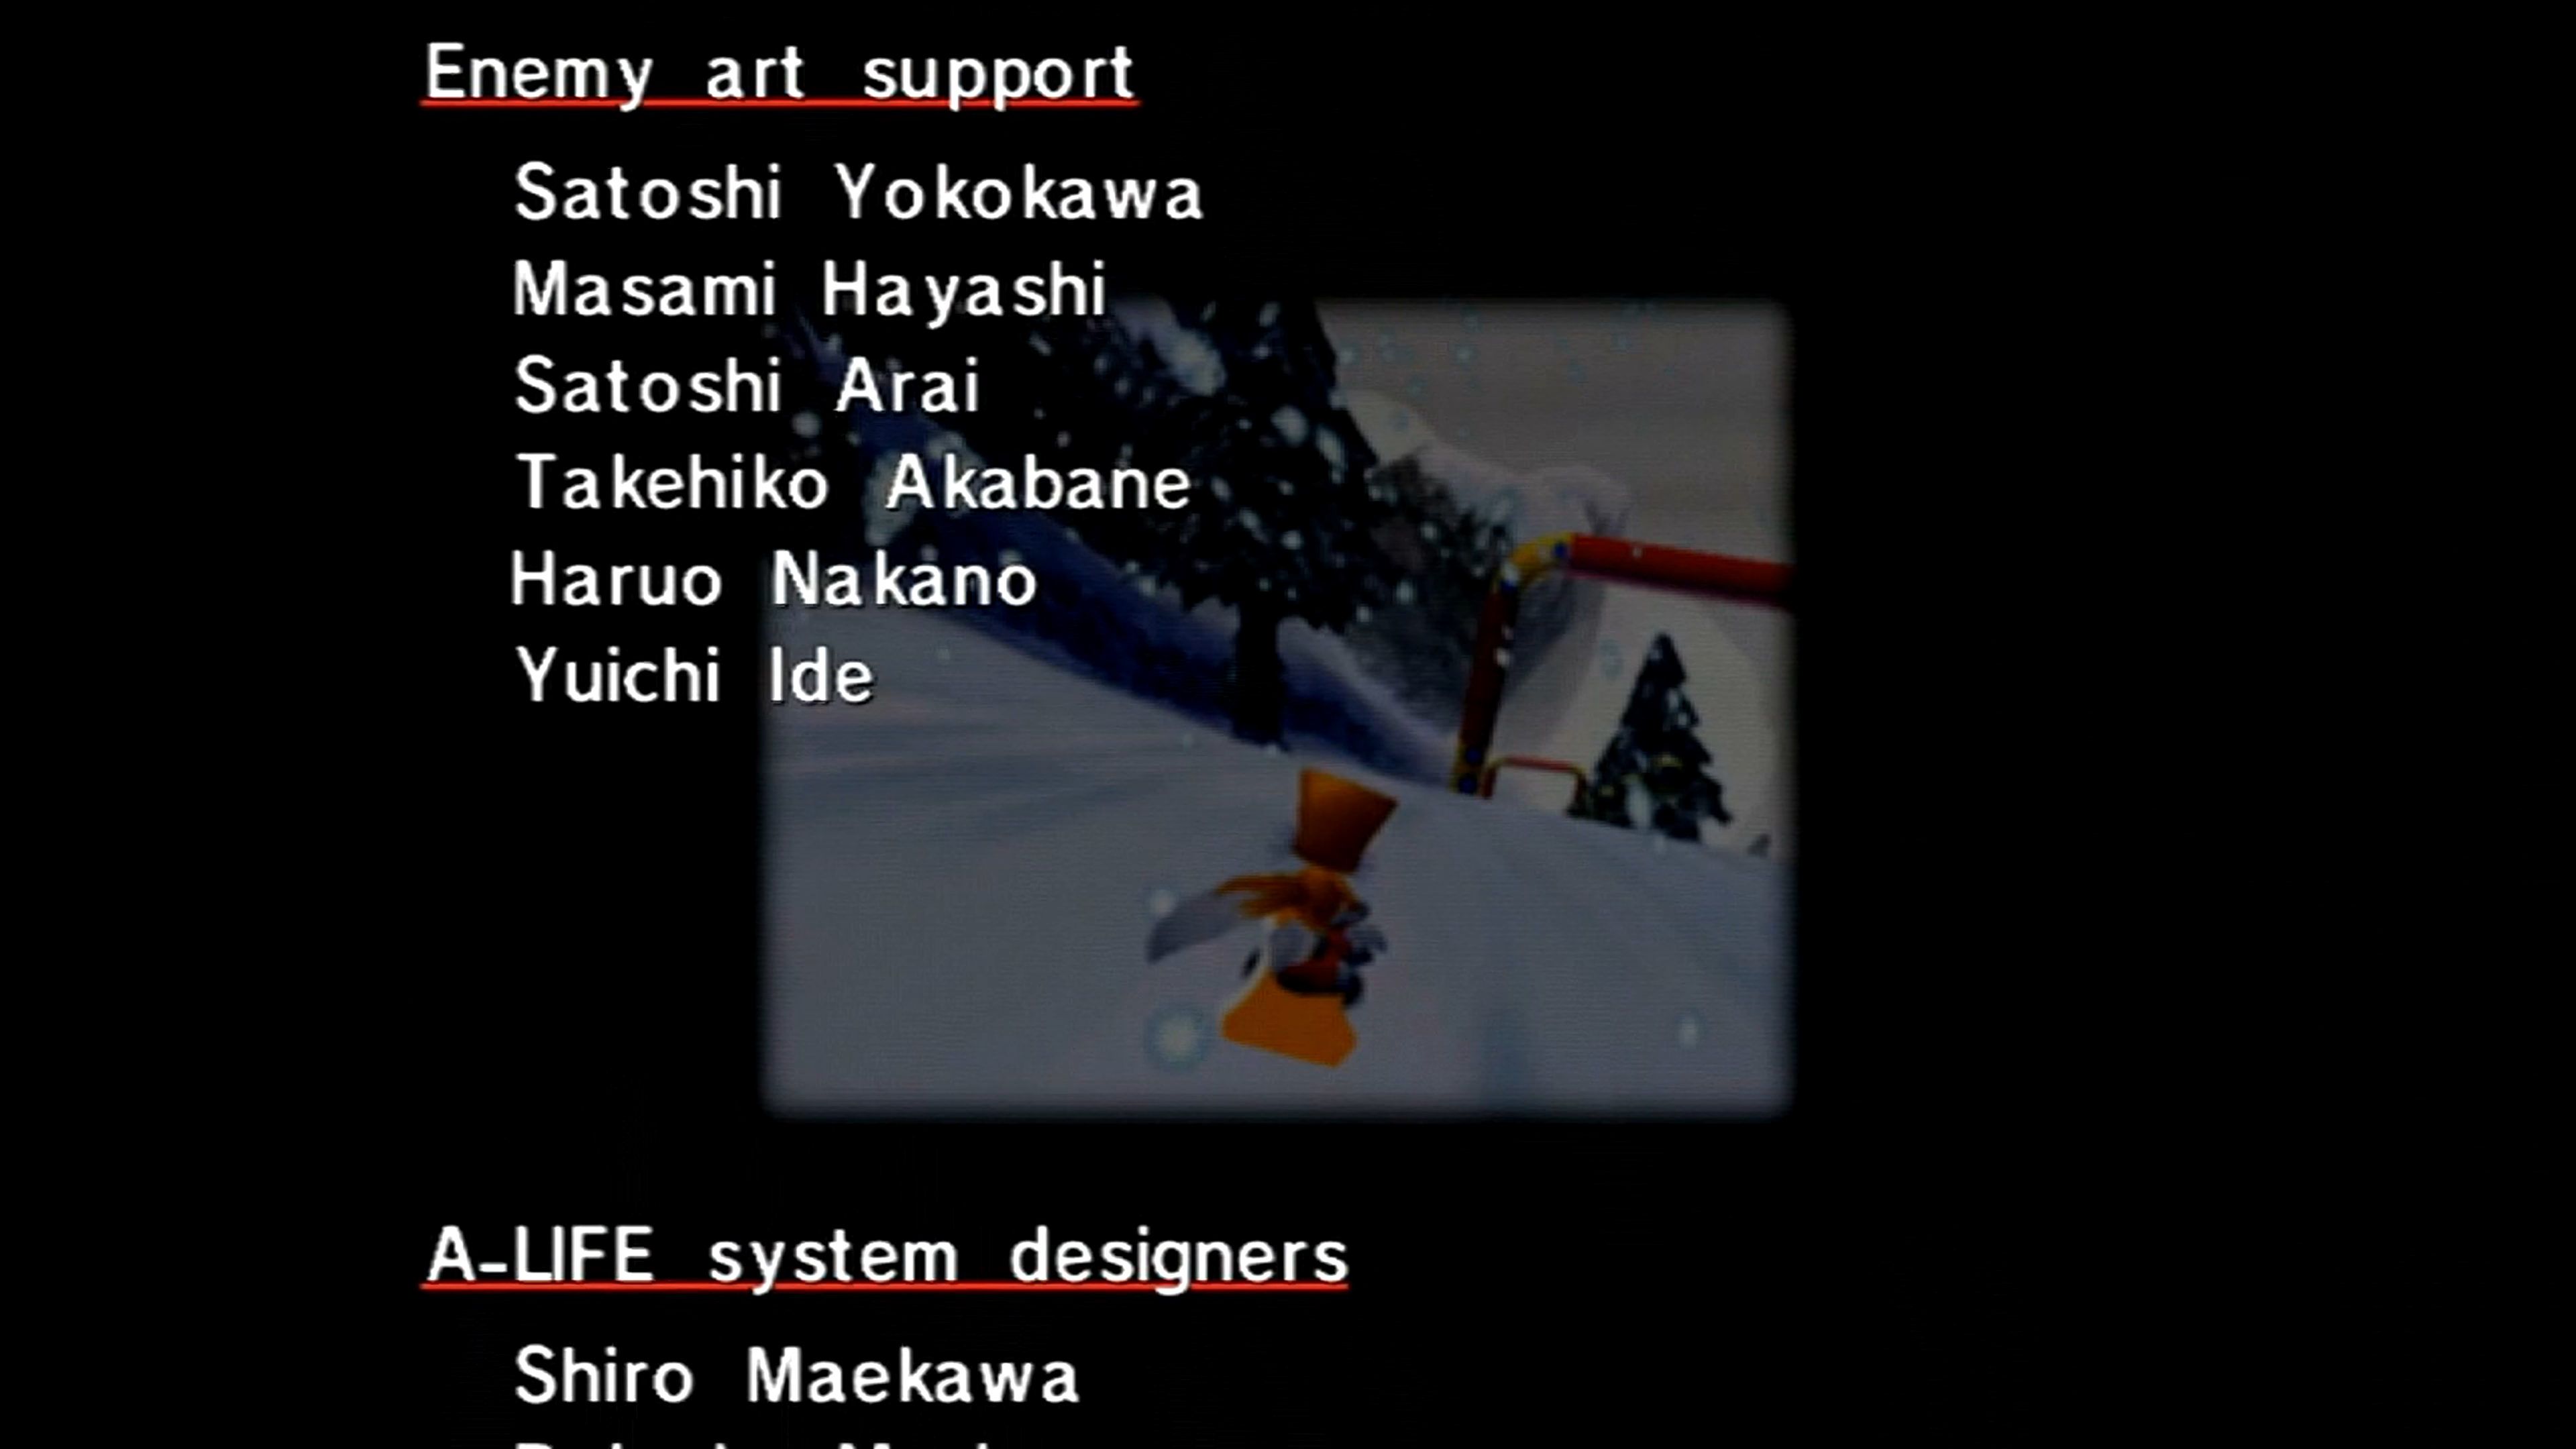 Enemy art support
Satoshi Yokokawa
Masami Hayashi
Satoshi Arai
Takehiko Akabane
Haruo Nakano
Yuichi Ide
A-LIFE system designers
Shiro Maekawa